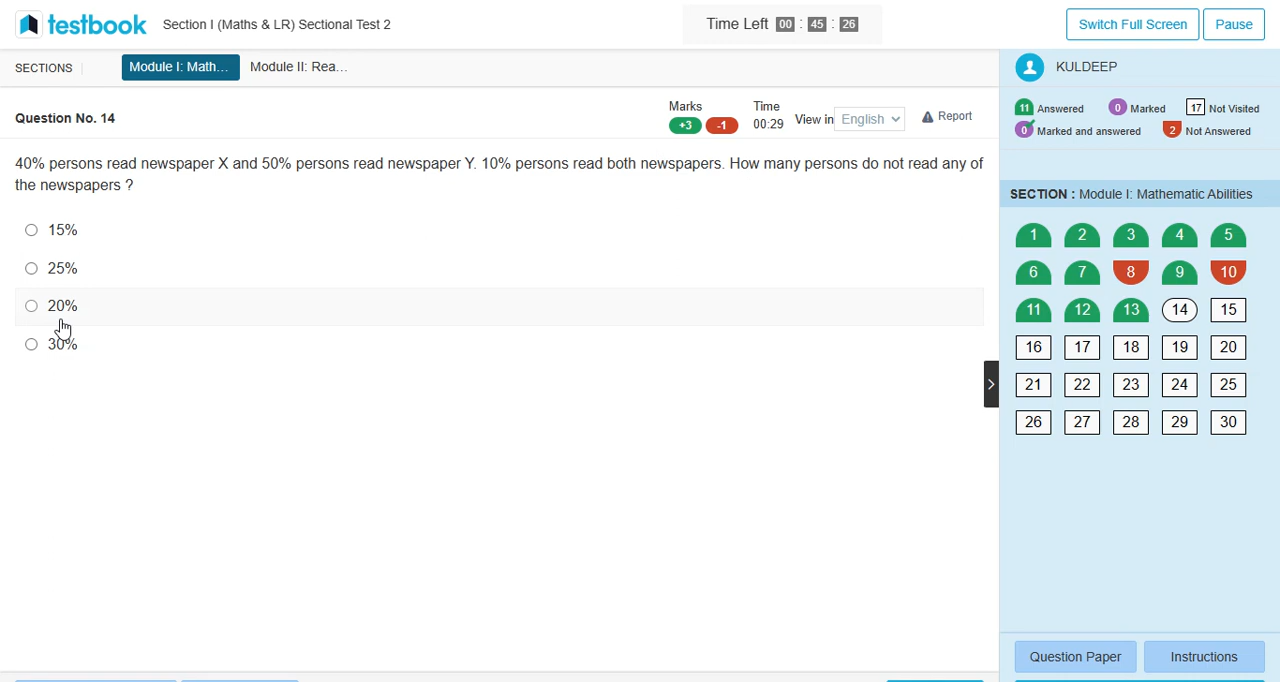 testbook Section I (Maths & LR) Sectional Test 2 Time Left 00 : 45 : 26 Switch Full Screen Pause
SECTIONS Module I: Math... Module II: Rea... KULDEEP
Question No. 14 Marks +3 -1 Time 00:29 View in English Report
11 Answered 0 Marked 17 Not Visited
0 Marked and answered 2 Not Answered
40% persons read newspaper X and 50% persons read newspaper Y. 10% persons read both newspapers. How many persons do not read any of
the newspapers ?
15%
25%
20%
30%
SECTION : Module I: Mathematic Abilities
1 2 3 4 5
6 7 8 9 10
11 12 13 14 15
16 17 18 19 20
21 22 23 24 25
26 27 28 29 30
Question Paper Instructions